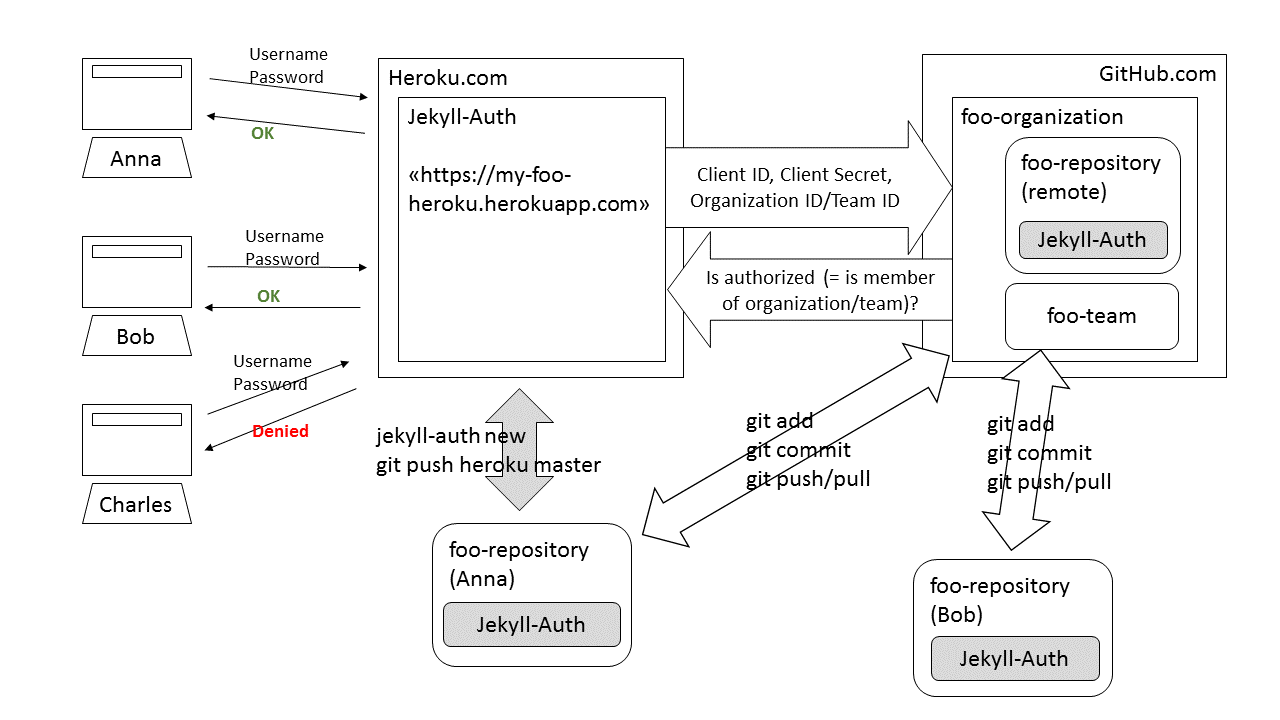 Username
Password
OK
Anna
Username
Password
OK
Bob
Username
Password
Denied
Charles
Heroku.com
Jekyll-Auth
«https://my-foo-
heroku.herokuapp.com»
Client ID, Client Secret,
Organization ID/Team ID
Is authorized (= is member
of organization/team)?
GitHub.com
foo-organization
foo-repository
(remote)
Jekyll-Auth
foo-team
jekyll-auth new
git push heroku master
git add
git commit
git push/pull
git add
git commit
git push/pull
foo-repository
(Anna)
Jekyll-Auth
foo-repository
(Bob)
Jekyll-Auth